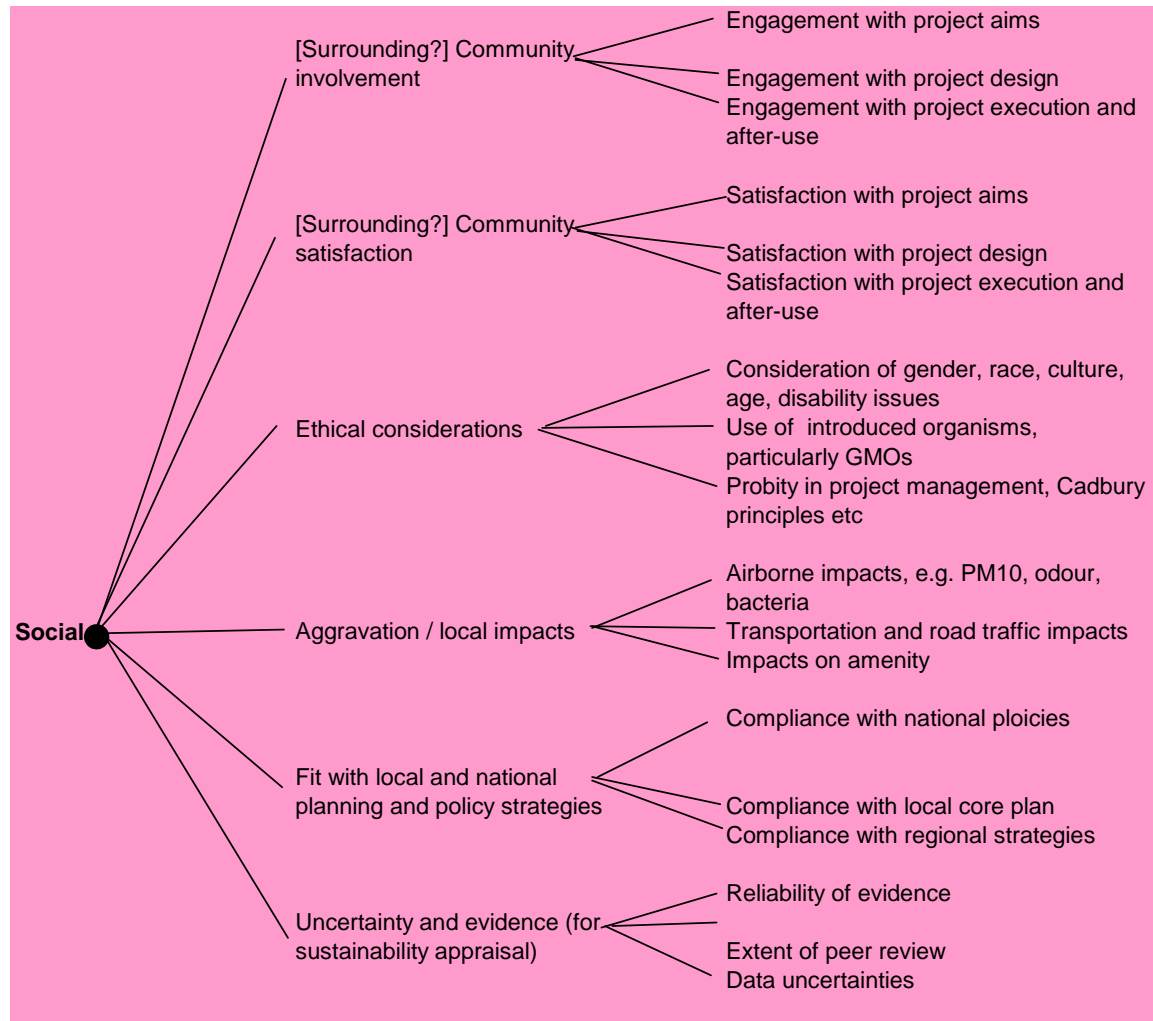 Social
[Surrounding?] Community
involvement
Engagement with project aims
Engagement with project design
Engagement with project execution and
after-use
[Surrounding?] Community
satisfaction
Satisfaction with project aims
Satisfaction with project design
Satisfaction with project execution and
after-use
Ethical considerations
Consideration of gender, race, culture,
age, disability issues
Use of  introduced organisms,
particularly GMOs
Probity in project management, Cadbury
principles etc
Aggravation / local impacts
Airborne impacts, e.g. PM10, odour,
bacteria
Transportation and road traffic impacts
Impacts on amenity
Fit with local and national
planning and policy strategies
Compliance with national ploicies
Compliance with local core plan
Compliance with regional strategies
Uncertainty and evidence (for
sustainability appraisal)
Reliability of evidence
Extent of peer review
Data uncertainties